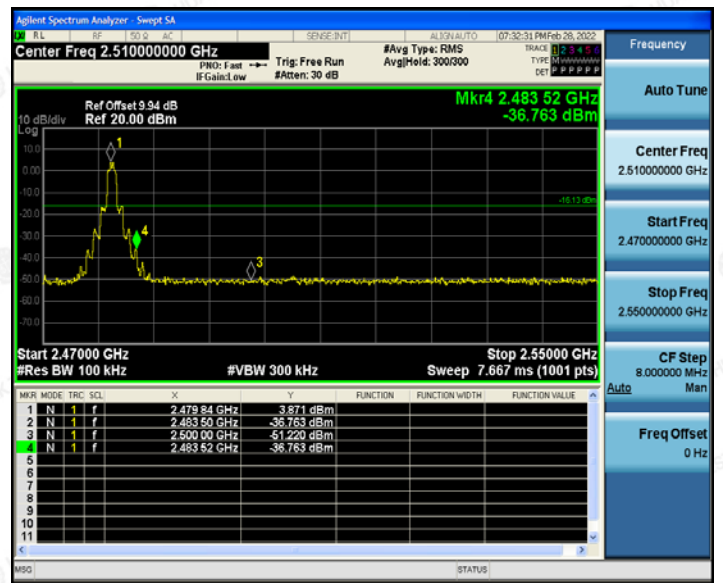 Agilent Spectrum Analyzer - Swept SA
RL RF 50 Ω AC SENSE:INT ALIGNAUTO 07:32:31 PM Feb 28, 2022
Center Freq 2.510000000 GHz
PNO: Fast
IFGain:Low
Trig: Free Run
#Atten: 30 dB
#Avg Type: RMS
Avg|Hold: 300/300
TRACE 1 2 3 4 5 6
TYPE M
DET P P P P P P
Mkr4 2.483 52 GHz
-36.763 dBm
Ref Offset 9.94 dB
Ref 20.00 dBm
10 dB/div
Log
10.0
0.00
-10.0
-20.0
-30.0
-40.0
-50.0
-60.0
-70.0
1
4
3
-16.13 dBm
Start 2.47000 GHz Stop 2.55000 GHz
#Res BW 100 kHz #VBW 300 kHz Sweep 7.667 ms (1001 pts)
MKR MODE TRC SCL X Y FUNCTION FUNCTION WIDTH FUNCTION VALUE
1 N 1 f 2.479 84 GHz 3.871 dBm
2 N 1 f 2.483 50 GHz -36.763 dBm
3 N 1 f 2.500 00 GHz -51.220 dBm
4 N 1 f 2.483 52 GHz -36.763 dBm
5
6
7
8
9
10
11
MSG STATUS
Frequency
Auto Tune
Center Freq
2.510000000 GHz
Start Freq
2.470000000 GHz
Stop Freq
2.550000000 GHz
CF Step
8.000000 MHz
Auto Man
Freq Offset
0 Hz